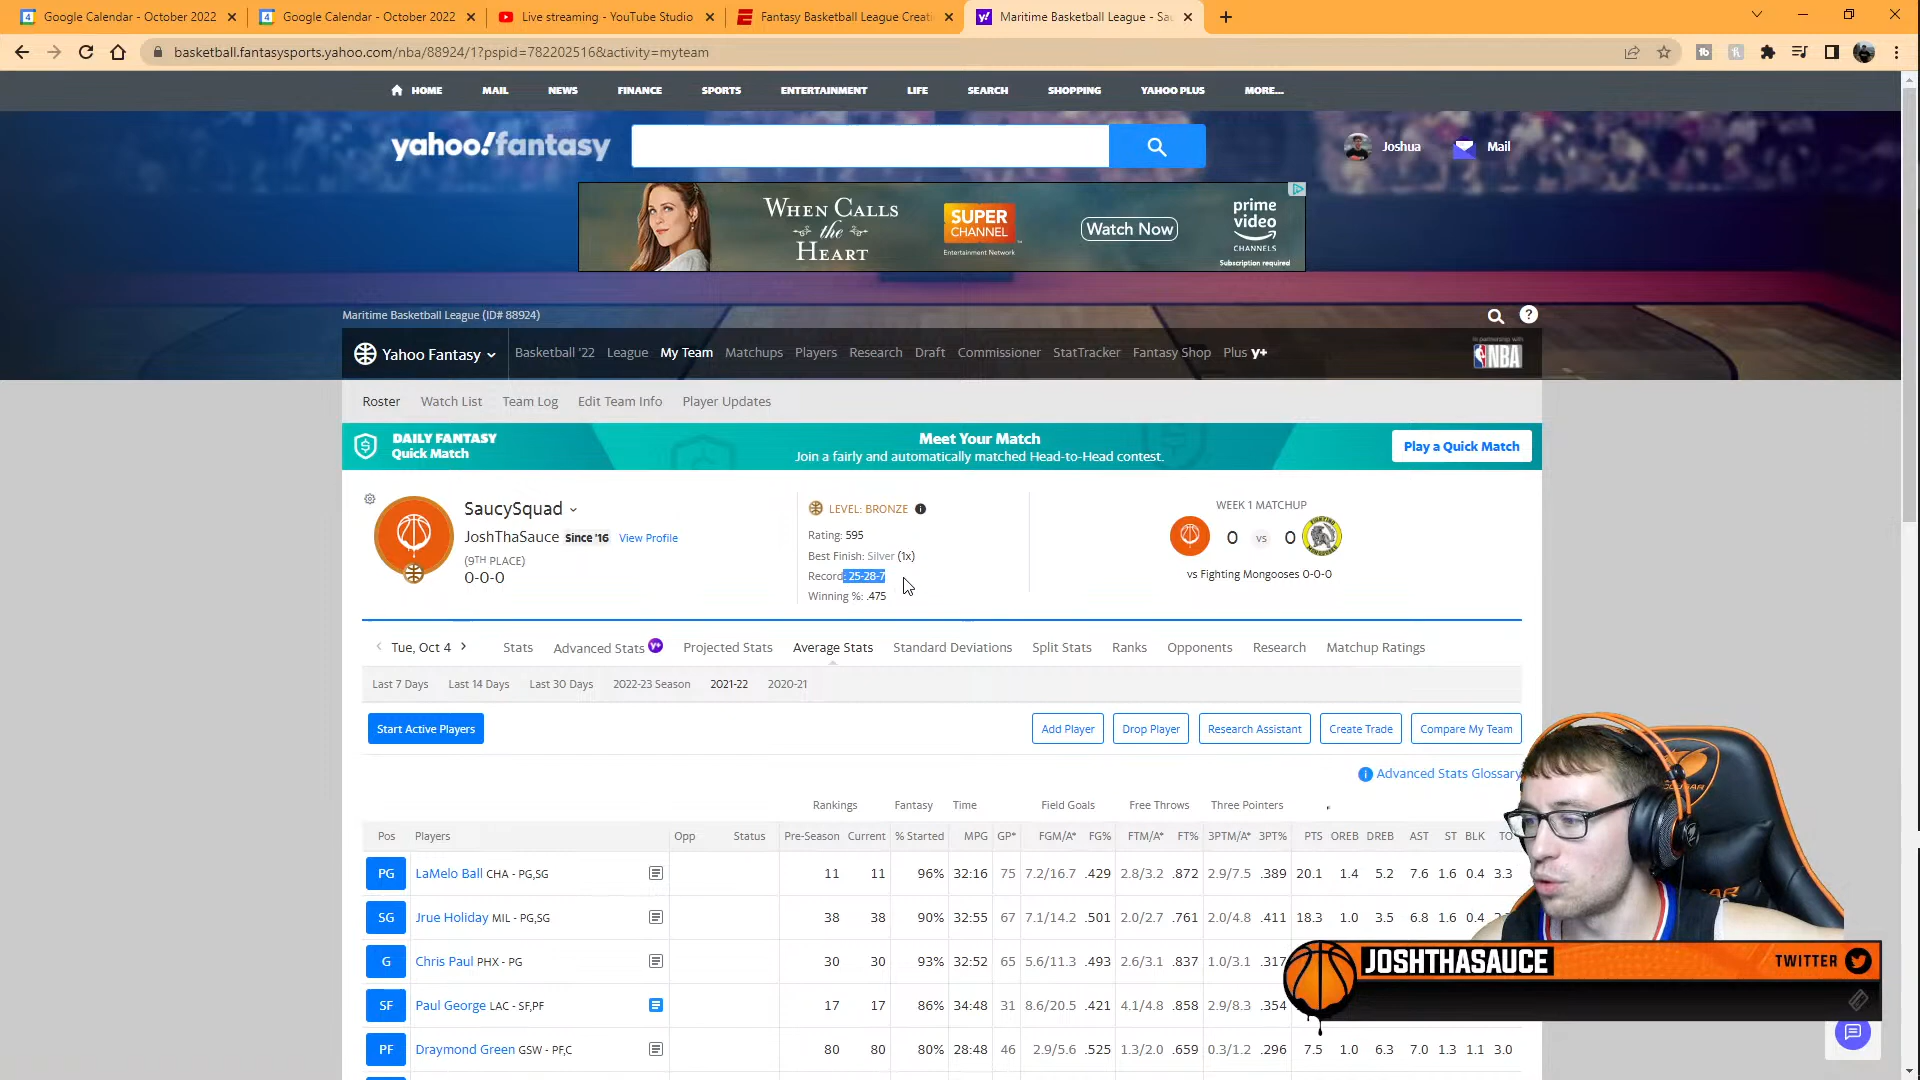 Google Calendar - October 2022
Google Calendar - October 2022
Live streaming - YouTube Studio
Fantasy Basketball League Creati
Maritime Basketball League - Sau
basketball.fantasysports.yahoo.com/nba/88924/1?pspid=782202516&activity=myteam
HOME MAIL NEWS FINANCE SPORTS ENTERTAINMENT LIFE SEARCH SHOPPING YAHOO PLUS MORE...
yahoo!fantasy
Joshua
Mail
WHEN CALLS the HEART
SUPER CHANNEL
Entertainment Network
Watch Now
prime video
CHANNELS
Subscription required
Maritime Basketball League (ID# 88924)
Yahoo Fantasy Basketball '22 League My Team Matchups Players Research Draft Commissioner StatTracker Fantasy Shop Plus y+
In partnership with
NBA
Roster Watch List Team Log Edit Team Info Player Updates
DAILY FANTASY
Quick Match
Meet Your Match
Join a fairly and automatically matched Head-to-Head contest.
Play a Quick Match
SaucySquad
JoshThaSauce Since '16 View Profile
(9TH PLACE)
0-0-0
LEVEL: BRONZE
Rating: 595
Best Finish: Silver (1x)
Record: 25-28-7
Winning %: .475
WEEK 1 MATCHUP
0 vs 0
vs Fighting Mongooses 0-0-0
Tue, Oct 4 Stats Advanced Stats y+ Projected Stats Average Stats Standard Deviations Split Stats Ranks Opponents Research Matchup Ratings
Last 7 Days Last 14 Days Last 30 Days 2022-23 Season 2021-22 2020-21
Start Active Players
Add Player Drop Player Research Assistant Create Trade Compare My Team
Advanced Stats Glossary
Rankings Fantasy Time Field Goals Free Throws Three Pointers
Pos Players Opp Status Pre-Season Current % Started MPG GP* FGM/A* FG% FTM/A* FT% 3PTM/A* 3PT% PTS OREB DREB AST ST BLK TO
PG LaMelo Ball CHA - PG,SG 11 11 96% 32:16 75 7.2/16.7 .429 2.8/3.2 .872 2.9/7.5 .389 20.1 1.4 5.2 7.6 1.6 0.4 3.3
SG Jrue Holiday MIL - PG,SG 38 38 90% 32:55 67 7.1/14.2 .501 2.0/2.7 .761 2.0/4.8 .411 18.3 1.0 3.5 6.8 1.6 0.4
G Chris Paul PHX - PG 30 30 93% 32:52 65 5.6/11.3 .493 2.6/3.1 .837 1.0/3.1 .317
SF Paul George LAC - SF,PF 17 17 86% 34:48 31 8.6/20.5 .421 4.1/4.8 .858 2.9/8.3 .354
PF Draymond Green GSW - PF,C 80 80 80% 28:48 46 2.9/5.6 .525 1.3/2.0 .659 0.3/1.2 .296 7.5 1.0 6.3 7.0 1.3 1.1 3.0
COUGAR
JOSHTHASAUCE
TWITTER